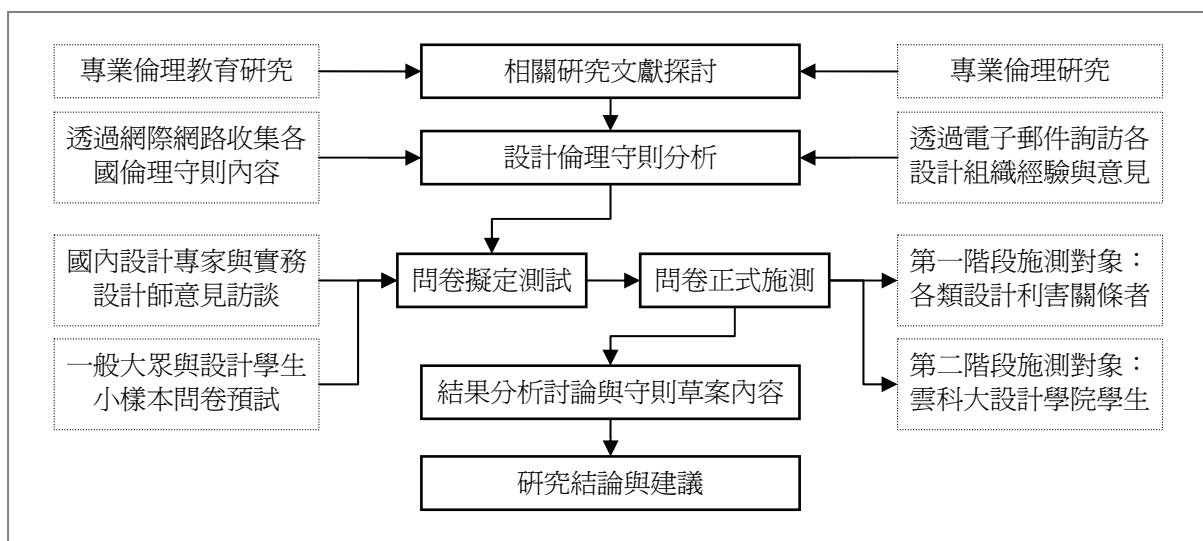 專業倫理教育研究
相關研究文獻探討
專業倫理研究
透過網際網路收集各
國倫理守則內容
設計倫理守則分析
透過電子郵件詢訪各
設計組織經驗與意見
國內設計專家與實務
設計師意見訪談
問卷擬定測試
問卷正式施測
第一階段施測對象：
各類設計利害關係者
一般大眾與設計學生
小樣本問卷預試
第二階段施測對象：
雲科大設計學院學生
結果分析討論與守則草案內容
研究結論與建議